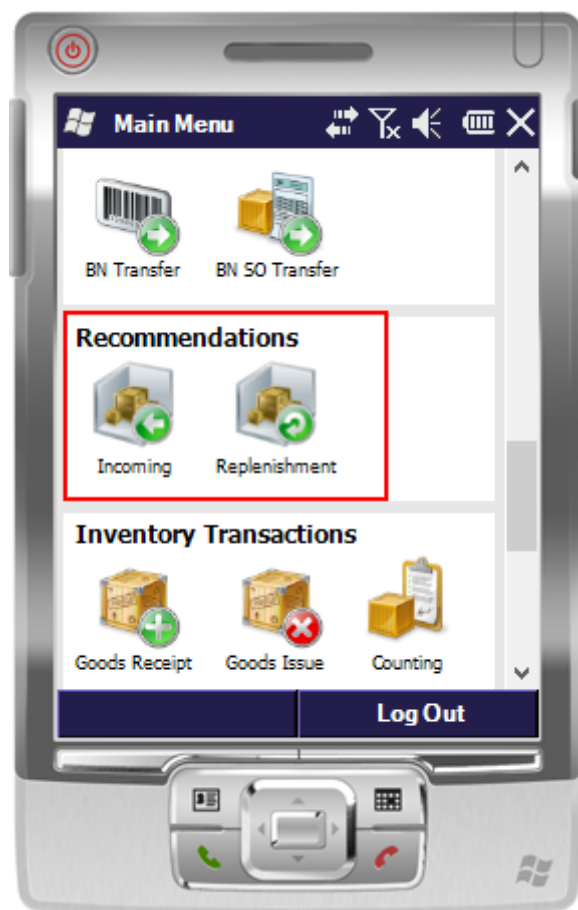 Main Menu
BN Transfer BN SO Transfer
Recommendations
Incoming Replenishment
Inventory Transactions
Goods Receipt Goods Issue Counting
Log Out